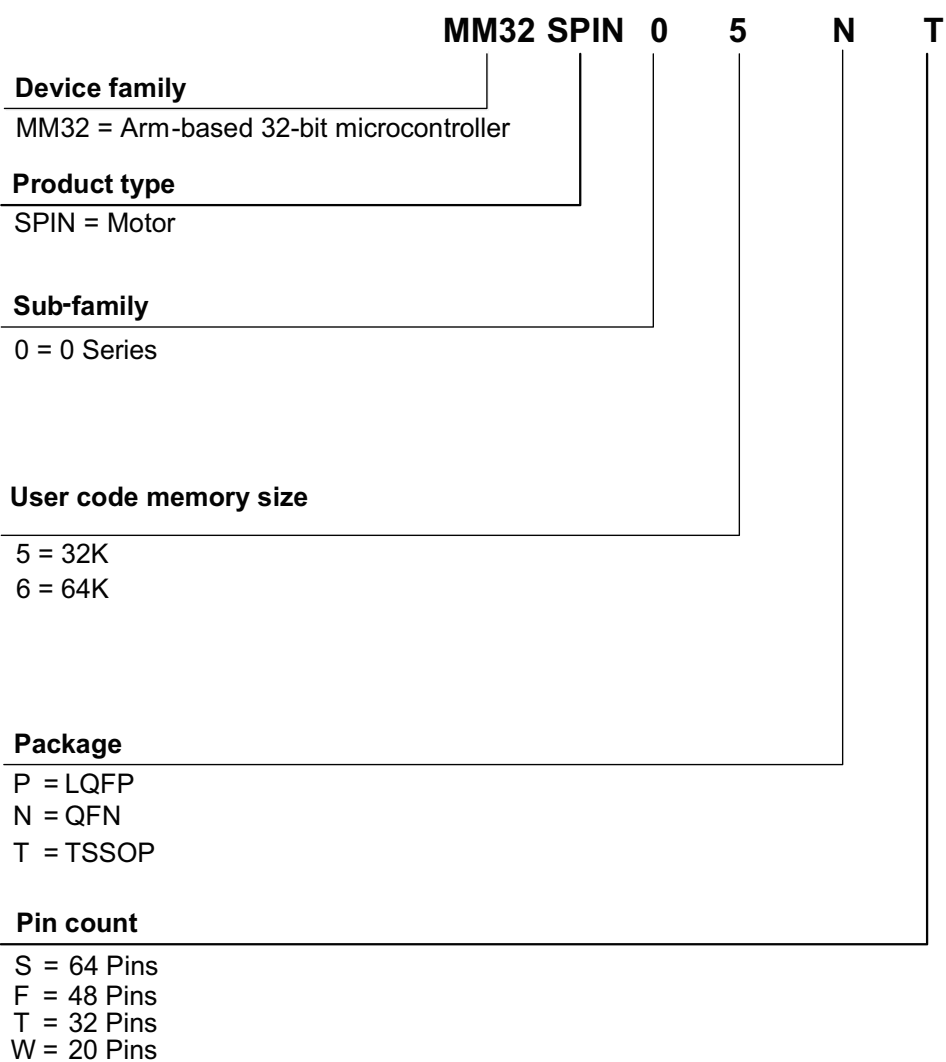 MM32 SPIN 0 5 N T
Device family
MM32 = Arm-based 32-bit microcontroller
Product type
SPIN = Motor
Sub-family
0 = 0 Series
User code memory size
5 = 32K
6 = 64K
Package
P = LQFP
N = QFN
T = TSSOP
Pin count
S = 64 Pins
F = 48 Pins
T = 32 Pins
W = 20 Pins